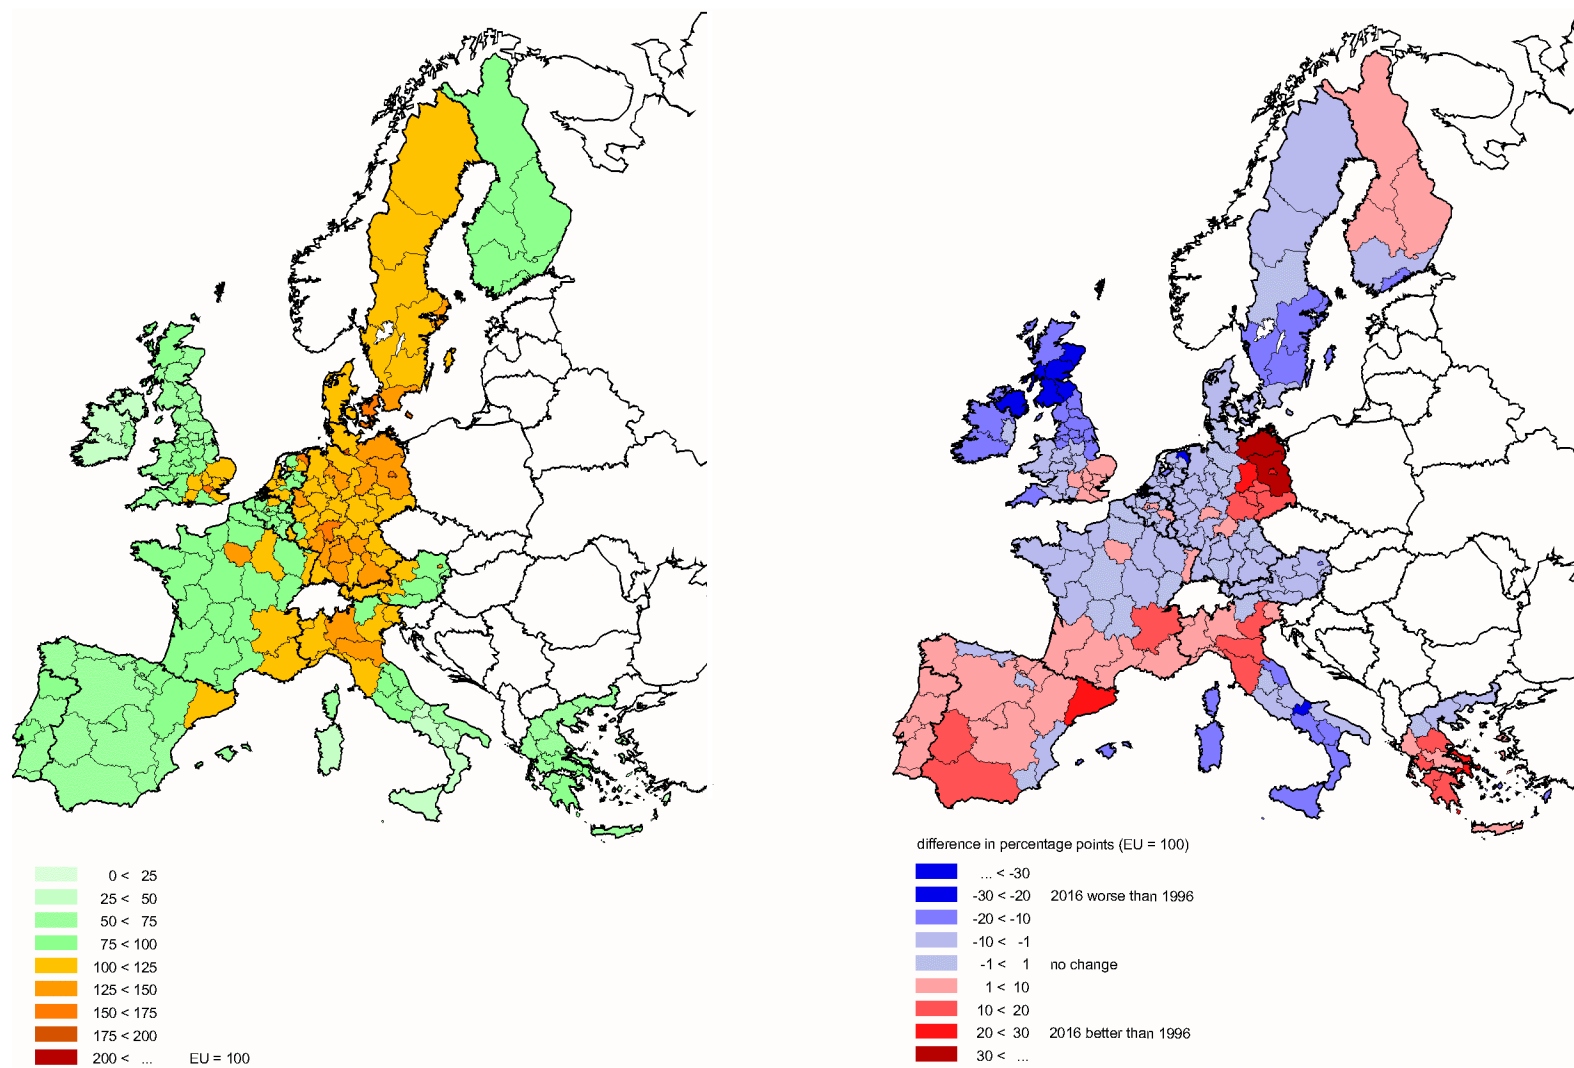 0 < 25
25 < 50
50 < 75
75 < 100
100 < 125
125 < 150
150 < 175
175 < 200
200 < ... EU = 100
difference in percentage points (EU = 100)
... < -30
-30 < -20 2016 worse than 1996
-20 < -10
-10 < -1
-1 < 1 no change
1 < 10
10 < 20
20 < 30 2016 better than 1996
30 < ...